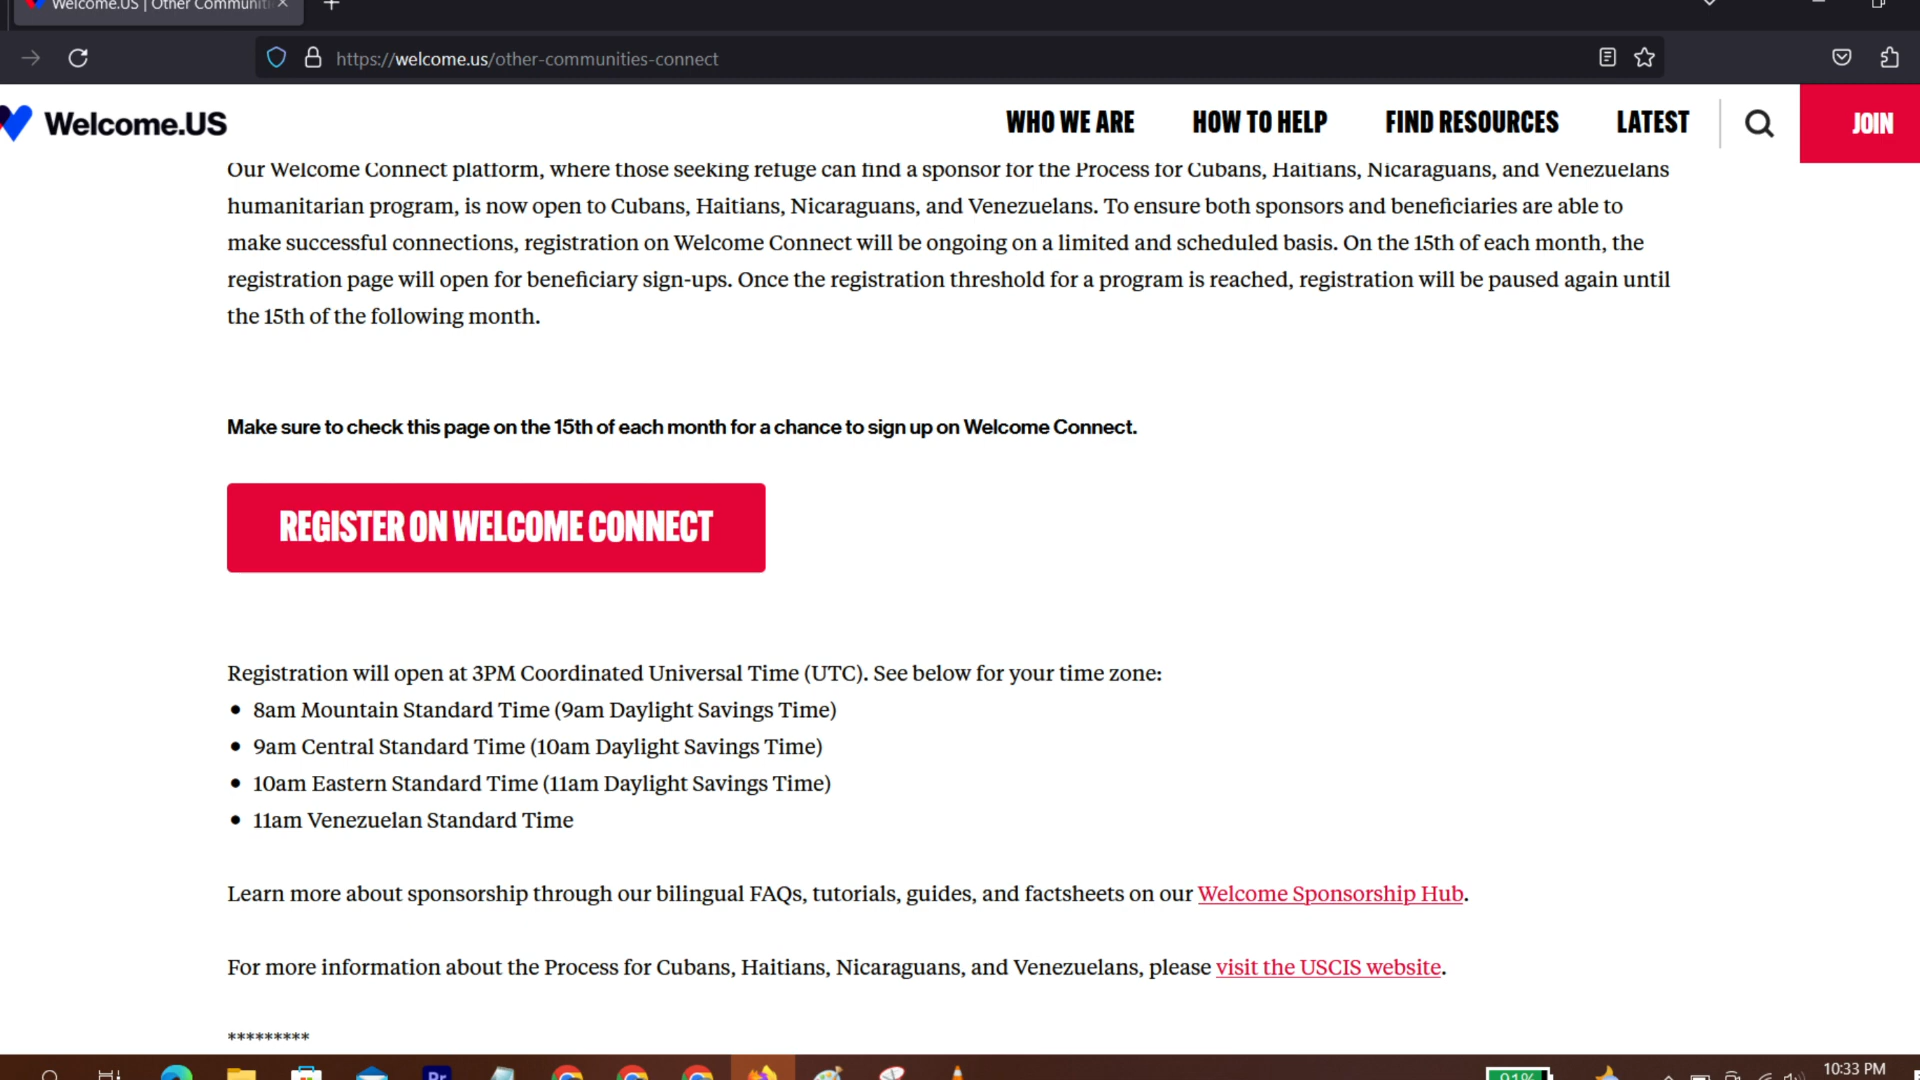 Welcome.US | Other Communiti
https://welcome.us/other-communities-connect
Welcome.US
WHO WE ARE
HOW TO HELP
FIND RESOURCES
LATEST
JOIN
Our Welcome Connect platform, where those seeking refuge can find a sponsor for the Process for Cubans, Haitians, Nicaraguans, and Venezuelans
humanitarian program, is now open to Cubans, Haitians, Nicaraguans, and Venezuelans. To ensure both sponsors and beneficiaries are able to
make successful connections, registration on Welcome Connect will be ongoing on a limited and scheduled basis. On the 15th of each month, the
registration page will open for beneficiary sign-ups. Once the registration threshold for a program is reached, registration will be paused again until
the 15th of the following month.
Make sure to check this page on the 15th of each month for a chance to sign up on Welcome Connect.
REGISTER ON WELCOME CONNECT
Registration will open at 3PM Coordinated Universal Time (UTC). See below for your time zone:
• 8am Mountain Standard Time (9am Daylight Savings Time)
• 9am Central Standard Time (10am Daylight Savings Time)
• 10am Eastern Standard Time (11am Daylight Savings Time)
• 11am Venezuelan Standard Time
Learn more about sponsorship through our bilingual FAQs, tutorials, guides, and factsheets on our Welcome Sponsorship Hub.
For more information about the Process for Cubans, Haitians, Nicaraguans, and Venezuelans, please visit the USCIS website.
*********
Pr
91%
10:33 PM